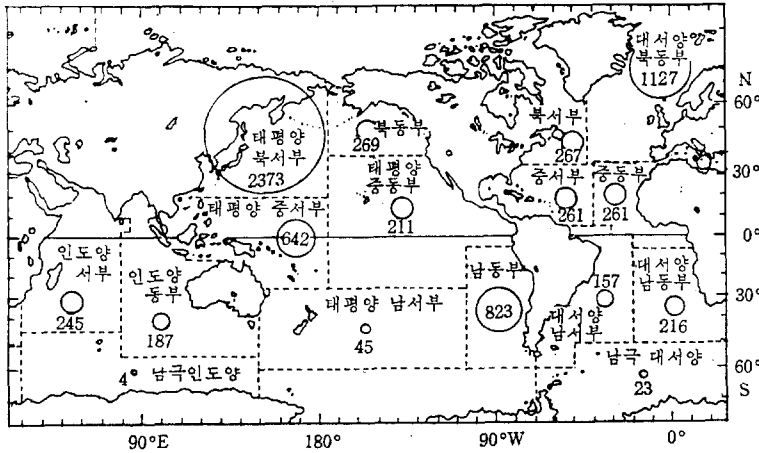 대서양
북동부
1127
N
60°
북서부
267
북동부
269
태평양
북서부
2373
30°
태평양
중동부
211
중서부
261
중동부
261
태평양 중서부
642
0°
인도양
서부
245
인도양
동부
187
남동부
823
157
대서양
남서부
대서양
남동부
216
30°
태평양 남서부
45
남극 대서양
23
60°
S
4 남극인도양
90°E
180°
90°W
0°